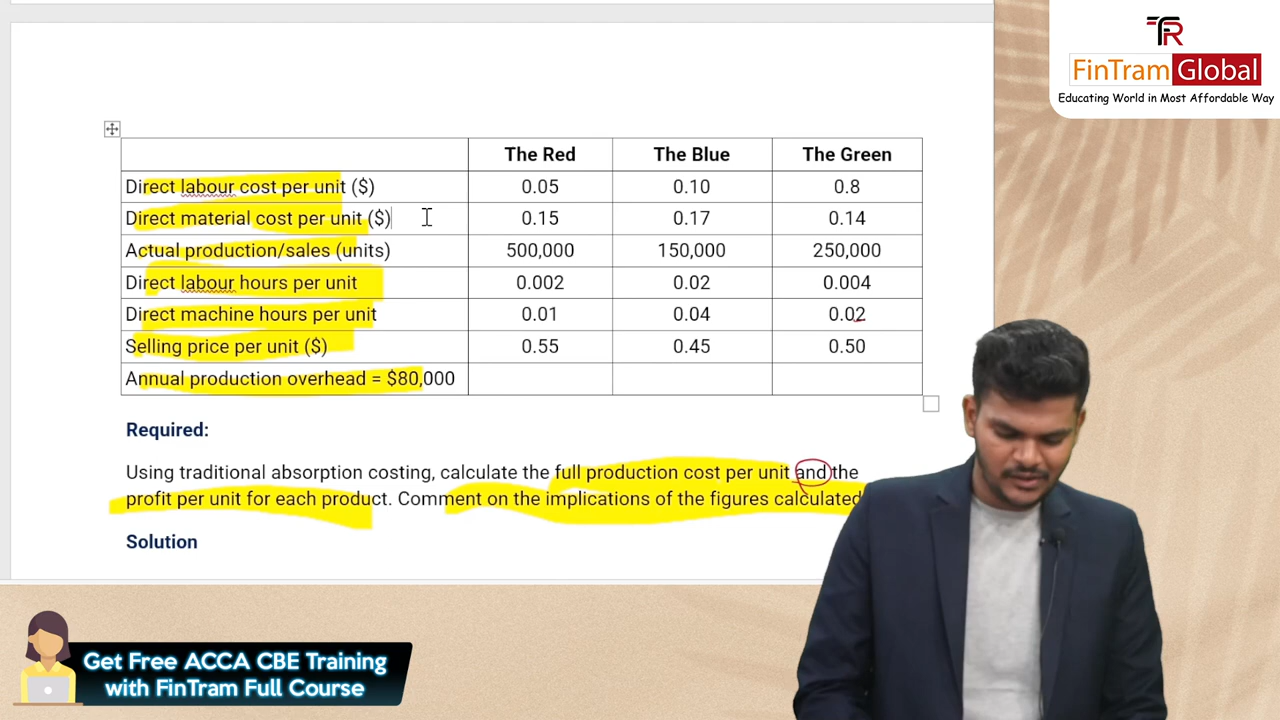 TR
FinTram Global
Educating World in Most Affordable Way
The Red The Blue The Green
Direct labour cost per unit ($) 0.05 0.10 0.8
Direct material cost per unit ($) 0.15 0.17 0.14
Actual production/sales (units) 500,000 150,000 250,000
Direct labour hours per unit 0.002 0.02 0.004
Direct machine hours per unit 0.01 0.04 0.02
Selling price per unit ($) 0.55 0.45 0.50
Annual production overhead = $80,000
Required:
Using traditional absorption costing, calculate the full production cost per unit and the
profit per unit for each product. Comment on the implications of the figures calculated
Solution
Get Free ACCA CBE Training
with FinTram Full Course